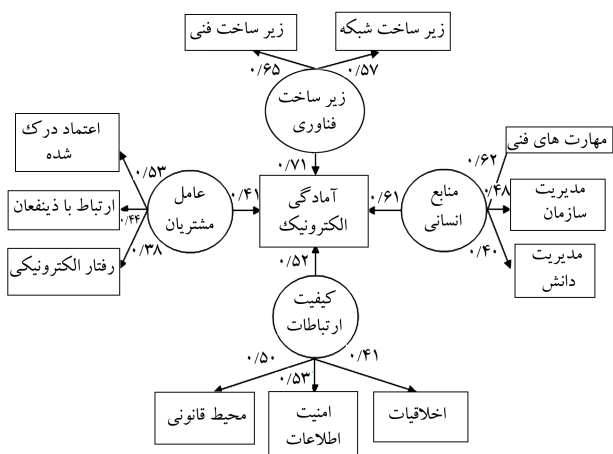 زیر ساخت شبکه
زیر ساخت فنی
۰/۵۷
۰/۶۵
زیر ساخت
فناوری
۰/۷۱
مهارت های فنی
۰/۶۲
مدیریت
سازمان
۰/۴۸
مدیریت
دانش
۰/۴۰
منابع
انسانی
۰/۶۱
آمادگی
الکترونیک
۰/۴۱
عامل
مشتریان
اعتماد درک
شده
۰/۵۳
ارتباط با ذینفعان
۰/۴۴
رفتار الکترونیکی
۰/۳۸
۰/۵۲
کیفیت
ارتباطات
۰/۴۱
۰/۵۳
۰/۵۰
اخلاقیات
امنیت
اطلاعات
محیط قانونی